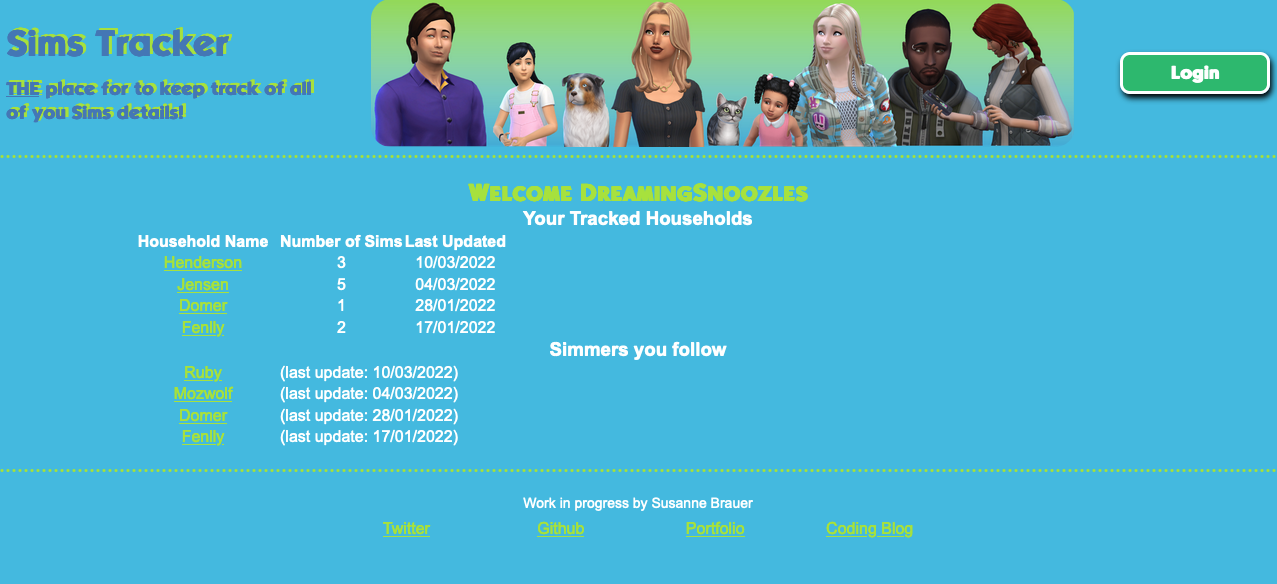 Sims Tracker
THE place for to keep track of all
of you Sims details!
Login
Welcome DreamingSnoozles
Your Tracked Households
Household Name Number of Sims Last Updated
Henderson 3 10/03/2022
Jensen 5 04/03/2022
Domer 1 28/01/2022
Fenlly 2 17/01/2022
Simmers you follow
Ruby (last update: 10/03/2022)
Mozwolf (last update: 04/03/2022)
Domer (last update: 28/01/2022)
Fenlly (last update: 17/01/2022)
Work in progress by Susanne Brauer
Twitter Github Portfolio Coding Blog